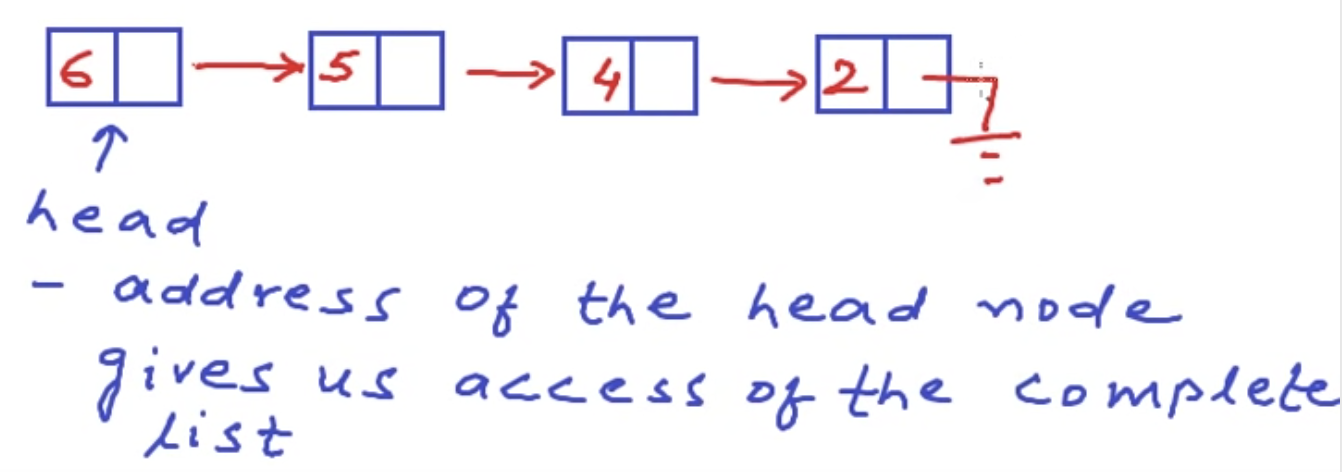 6 5 4 2
head
- address of the head node
gives us access of the complete
list